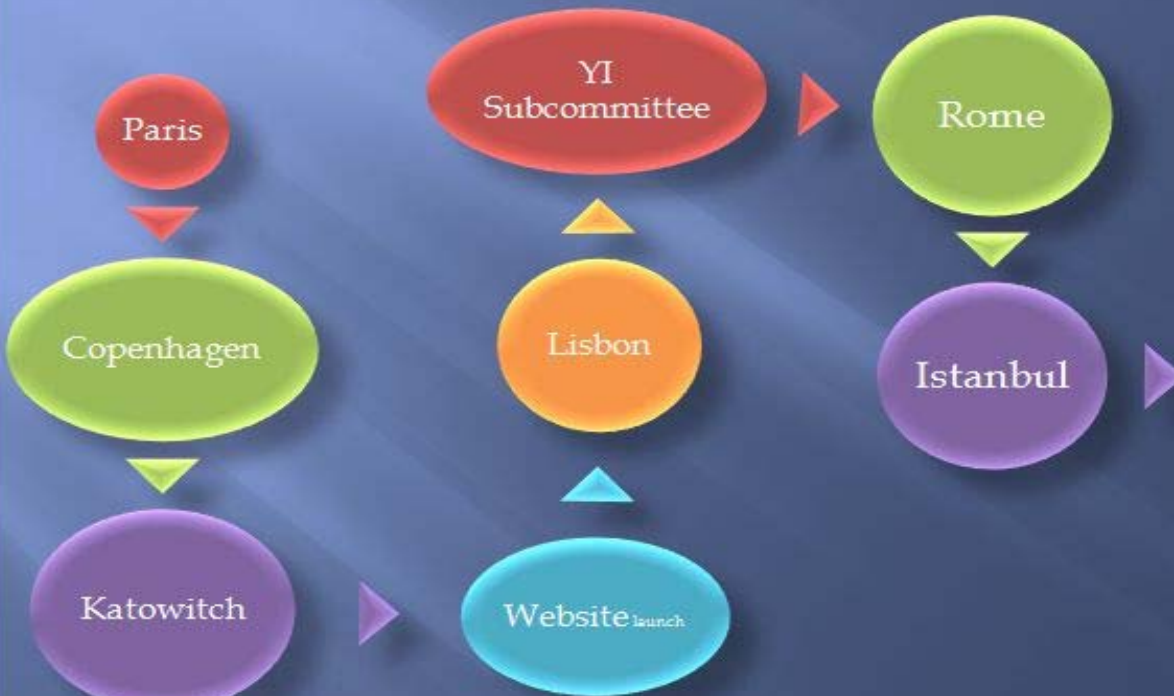 Paris
Copenhagen
Katowitch
Website launch
Lisbon
YI
Subcommittee
Rome
Istanbul